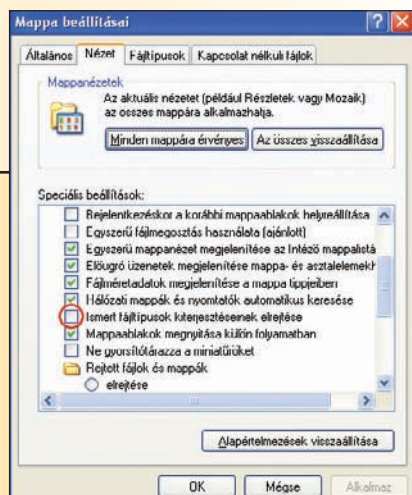 Mappa beállításai
Általános Nézet Fájltípusok Kapcsolat nélküli fájlok
Mappanézetek
Az aktuális nézetet (például Részletek vagy Mozaik)
az összes mappára alkalmazhatja.
Minden mappára érvényes Az összes visszaállítása
Speciális beállítások:
Bejelentkezéskor a korábbi mappaablakok helyreállítása
Egyszerű fájlmegosztás használata (ajánlott)
Egyszerű mappanézet megjelenítése az Intéző mappalistá
Előugró üzenetek megjelenítése mappa- és asztalelemekh
Fájlméretadatok megjelenítése a mappa tippjeiben
Hálózati mappák és nyomtatók automatikus keresése
Ismert fájltípusok kiterjesztéseinek elrejtése
Mappaablakok megnyitása külön folyamatban
Ne gyorsítótárazza a miniatűröket
Rejtett fájlok és mappák
elrejtése
Alapértelmezések visszaállítása
OK Mégse Alkalmaz